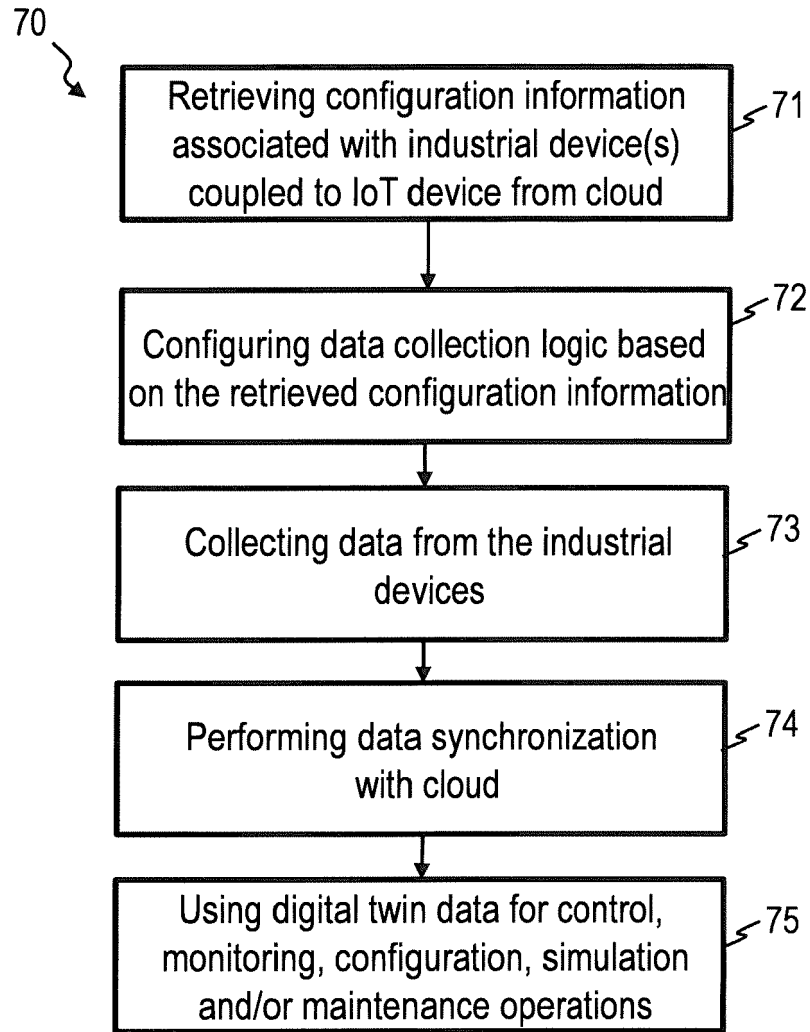 70
Retrieving configuration information
associated with industrial device(s)
coupled to IoT device from cloud
71
Configuring data collection logic based
on the retrieved configuration information
72
Collecting data from the industrial
devices
73
Performing data synchronization
with cloud
74
Using digital twin data for control,
monitoring, configuration, simulation
and/or maintenance operations
75